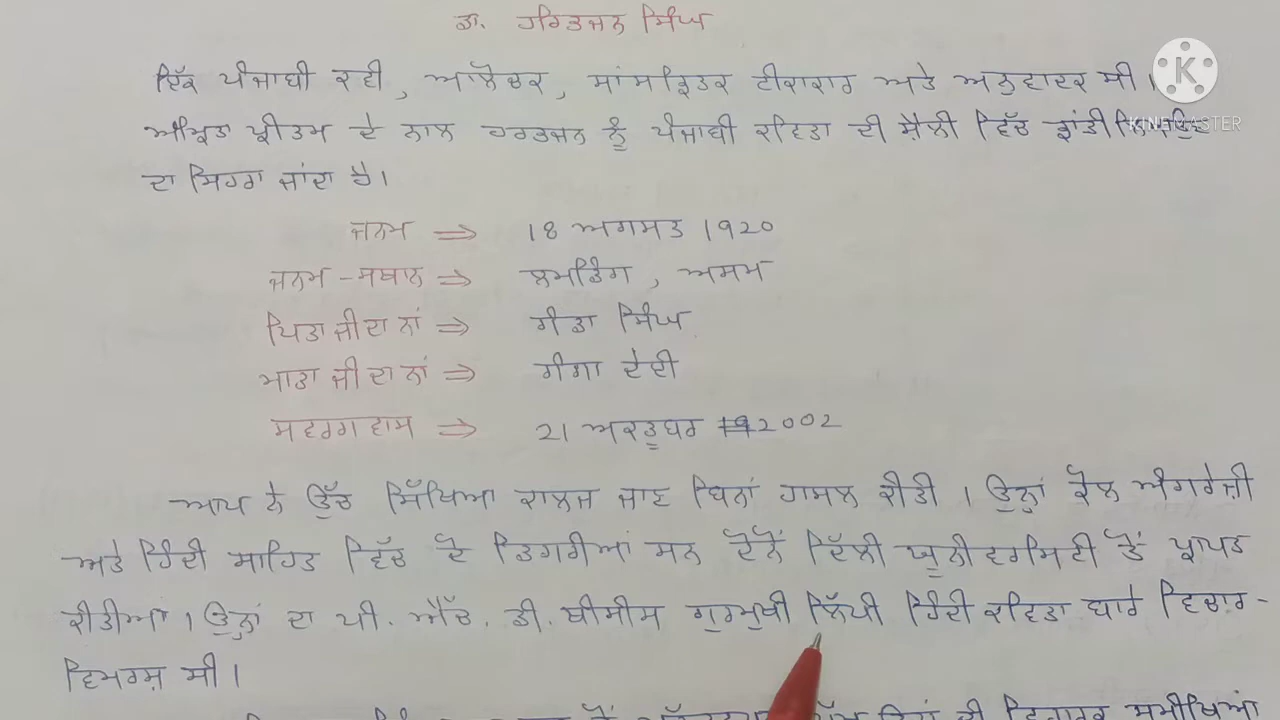 ਡਾ. ਹਰਿਭਜਨ ਸਿੰਘ
ਇੱਕ ਪੰਜਾਬੀ ਕਵੀ, ਆਲੋਚਕ, ਸਾਂਸਕ੍ਰਿਤਕ ਟੀਕਾਕਾਰ ਅਤੇ ਅਨੁਵਾਦਕ ਸੀ।
K
KINEMASTER
ਅੰਮ੍ਰਿਤਾ ਪ੍ਰੀਤਮ ਦੇ ਨਾਲ ਹਰਭਜਨ ਨੂੰ ਪੰਜਾਬੀ ਕਵਿਤਾ ਦੀ ਸ਼ੈਲੀ ਵਿੱਚ ਕ੍ਰਾਂਤੀ
ਦਾ ਸਿਹਰਾ ਜਾਂਦਾ ਹੈ।
ਜਨਮ ⇒ 18 ਅਗਸਤ 1920
ਜਨਮ-ਸਥਾਨ ⇒ ਲਮਡਿੰਗ, ਅਸਮ
ਪਿਤਾ ਜੀ ਦਾ ਨਾਂ ⇒ ਗੰਡਾ ਸਿੰਘ
ਮਾਤਾ ਜੀ ਦਾ ਨਾਂ ⇒ ਗੰਗਾ ਦੇਈ
ਸਵਰਗਵਾਸ ⇒ 21 ਅਕਤੂਬਰ 2002
ਆਪ ਨੇ ਉੱਚ ਸਿੱਖਿਆ ਕਾਲਜ ਜਾਣ ਬਿਨਾਂ ਹਾਸਲ ਕੀਤੀ। ਉਨ੍ਹਾਂ ਕੋਲ ਅੰਗਰੇਜ਼ੀ
ਅਤੇ ਹਿੰਦੀ ਸਾਹਿਤ ਵਿੱਚ ਦੋ ਡਿਗਰੀਆਂ ਸਨ ਦੋਨੋਂ ਦਿੱਲੀ ਯੂਨੀਵਰਸਿਟੀ ਤੋਂ ਪ੍ਰਾਪਤ
ਕੀਤੀਆਂ। ਉਨ੍ਹਾਂ ਦਾ ਪੀ. ਐੱਚ. ਡੀ. ਥੀਸੀਸ ਗੁਰਮੁਖੀ ਲਿੱਪੀ ਹਿੰਦੀ ਕਵਿਤਾ ਬਾਰੇ ਵਿਚਾਰ-
ਵਿਮਰਸ਼ ਸੀ।